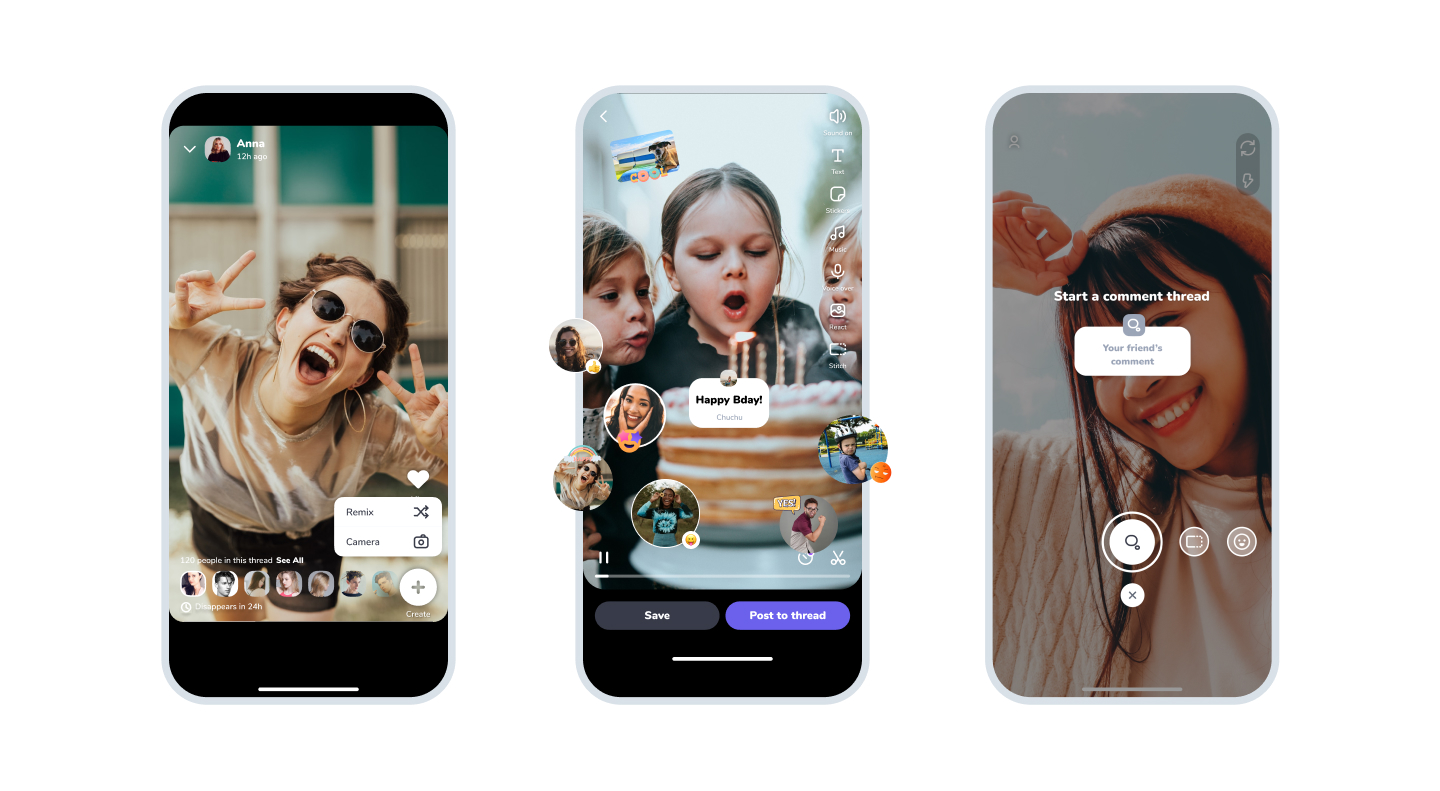 Anna
12h ago
Remix
Camera
120 people in this thread See All
Disappears in 24h
Create
COOL
Sound on
Text
Stickers
Music
Voiceover
React
Stitch
Happy Bday!
Chuchu
YES!
Save
Post to thread
Start a comment thread
Your friend's
comment